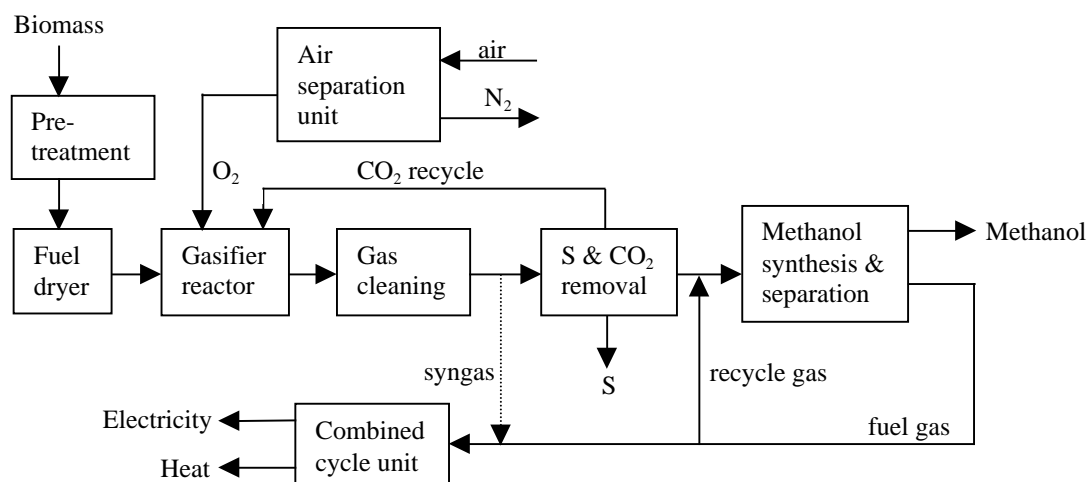 Biomass
Air
separation
unit
air
N₂
Pre-
treatment
O₂
CO₂ recycle
Fuel
dryer
Gasifier
reactor
Gas
cleaning
S & CO₂
removal
Methanol
synthesis &
separation
Methanol
syngas
S
recycle gas
fuel gas
Electricity
Heat
Combined
cycle unit